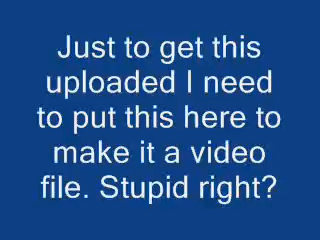 Just to get this
uploaded I need
to put this here to
make it a video
file. Stupid right?